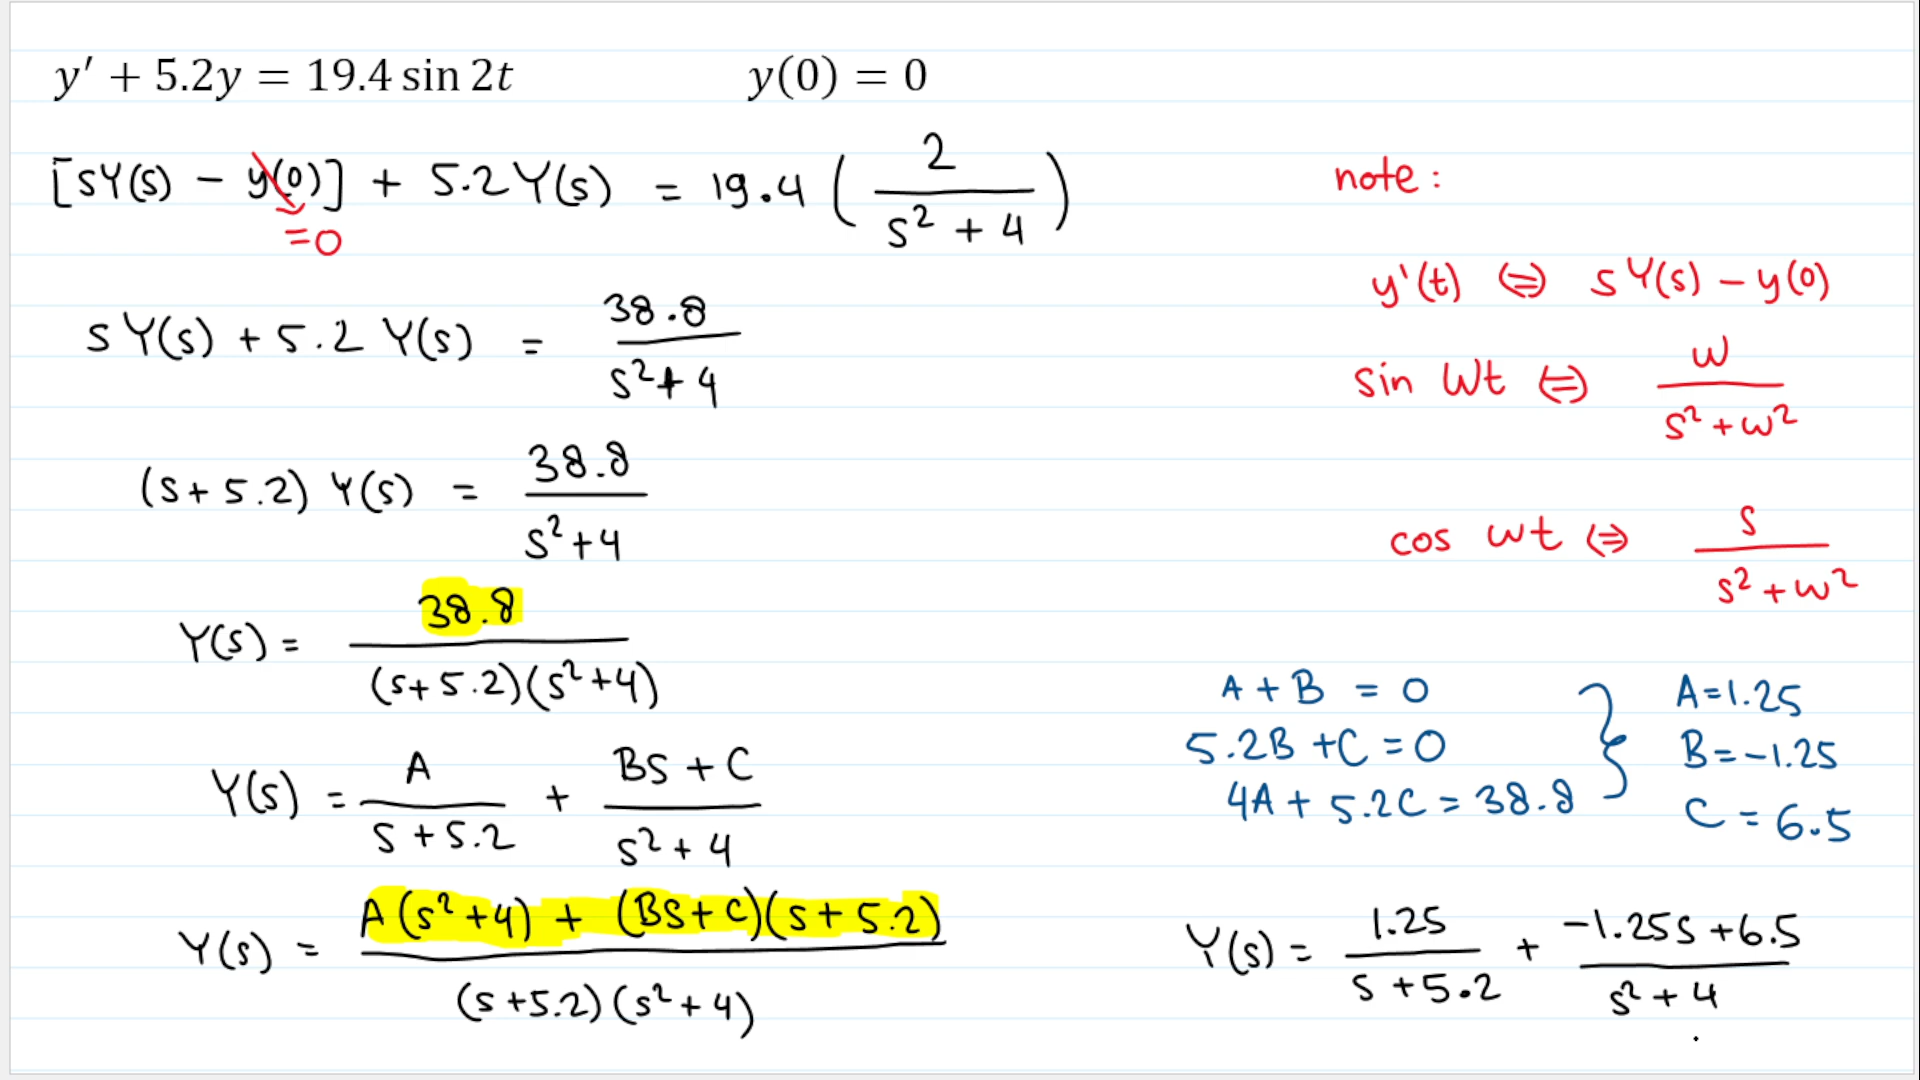 y′ + 5.2y = 19.4 sin 2t        y(0) = 0
[sY(s) − y(0)] + 5.2Y(s) = 19.4 ( 2 / (s² + 4) )
=0
sY(s) + 5.2 Y(s) = 38.8 / (s² + 4)
(s + 5.2) Y(s) = 38.8 / (s² + 4)
Y(s) = 38.8 / ((s + 5.2)(s² + 4))
Y(s) = A / (s + 5.2) + (Bs + C) / (s² + 4)
Y(s) = (A(s² + 4) + (Bs + C)(s + 5.2)) / ((s + 5.2)(s² + 4))
note:
y'(t) ⇔ sY(s) − y(0)
sin Wt ⇔ w / (s² + w²)
cos wt ⇔ s / (s² + w²)
A + B = 0
5.2B + C = 0
4A + 5.2C = 38.8
}
A = 1.25
B = −1.25
C = 6.5
Y(s) = 1.25 / (s + 5.2) + (−1.25s + 6.5) / (s² + 4)